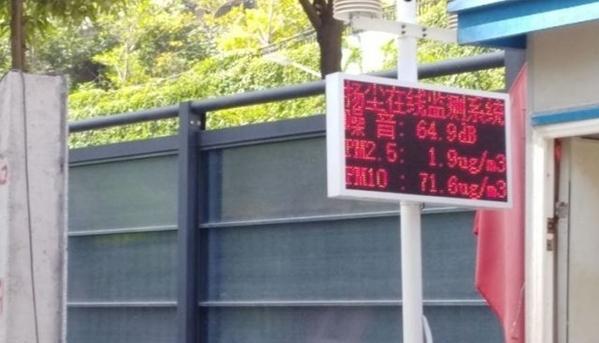 扬尘在线监测系统
噪音: 64.9dB
PM2.5: 1.9ug/m3
PM10: 71.6ug/m3